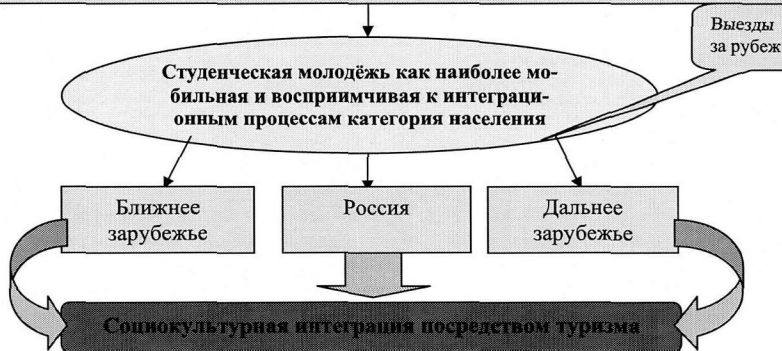 Выезды
за рубеж
Студенческая молодёжь как наиболее мо-
бильная и восприимчивая к интеграци-
онным процессам категория населения
Ближнее
зарубежье
Россия
Дальнее
зарубежье
Социокультурная интеграция посредством туризма